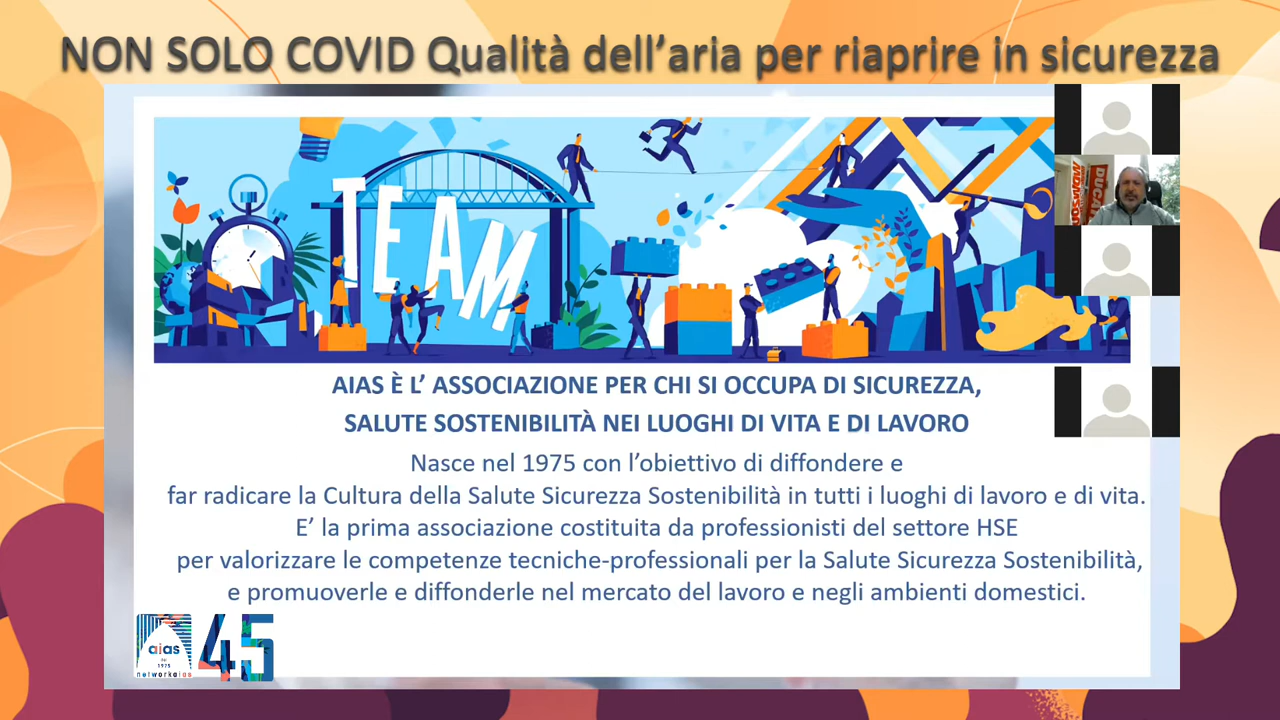 NON SOLO COVID Qualità dell’aria per riaprire in sicurezza
TEAM
DUCA
AIAS È L’ ASSOCIAZIONE PER CHI SI OCCUPA DI SICUREZZA,
SALUTE SOSTENIBILITÀ NEI LUOGHI DI VITA E DI LAVORO
Nasce nel 1975 con l’obiettivo di diffondere e
far radicare la Cultura della Salute Sicurezza Sostenibilità in tutti i luoghi di lavoro e di vita.
E’ la prima associazione costituita da professionisti del settore HSE
per valorizzare le competenze tecniche-professionali per la Salute Sicurezza Sostenibilità,
e promuoverle e diffonderle nel mercato del lavoro e negli ambienti domestici.
aias
1975
networkaias
45